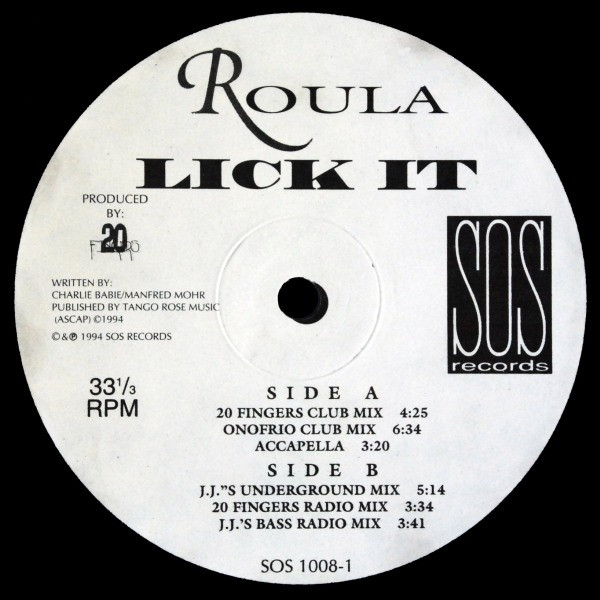 ROULA
LICK IT
PRODUCED
BY:
20
FINGERS
WRITTEN BY:
CHARLIE BABIE/MANFRED MOHR
PUBLISHED BY TANGO ROSE MUSIC
(ASCAP) ©1994
©&℗ 1994 SOS RECORDS
SOS
records
33 1/3
RPM
SIDE A
20 FINGERS CLUB MIX 4:25
ONOFRIO CLUB MIX 6:34
ACCAPELLA 3:20
SIDE B
J.J."S UNDERGROUND MIX 5:14
20 FINGERS RADIO MIX 3:34
J.J.'S BASS RADIO MIX 3:41
SOS 1008-1